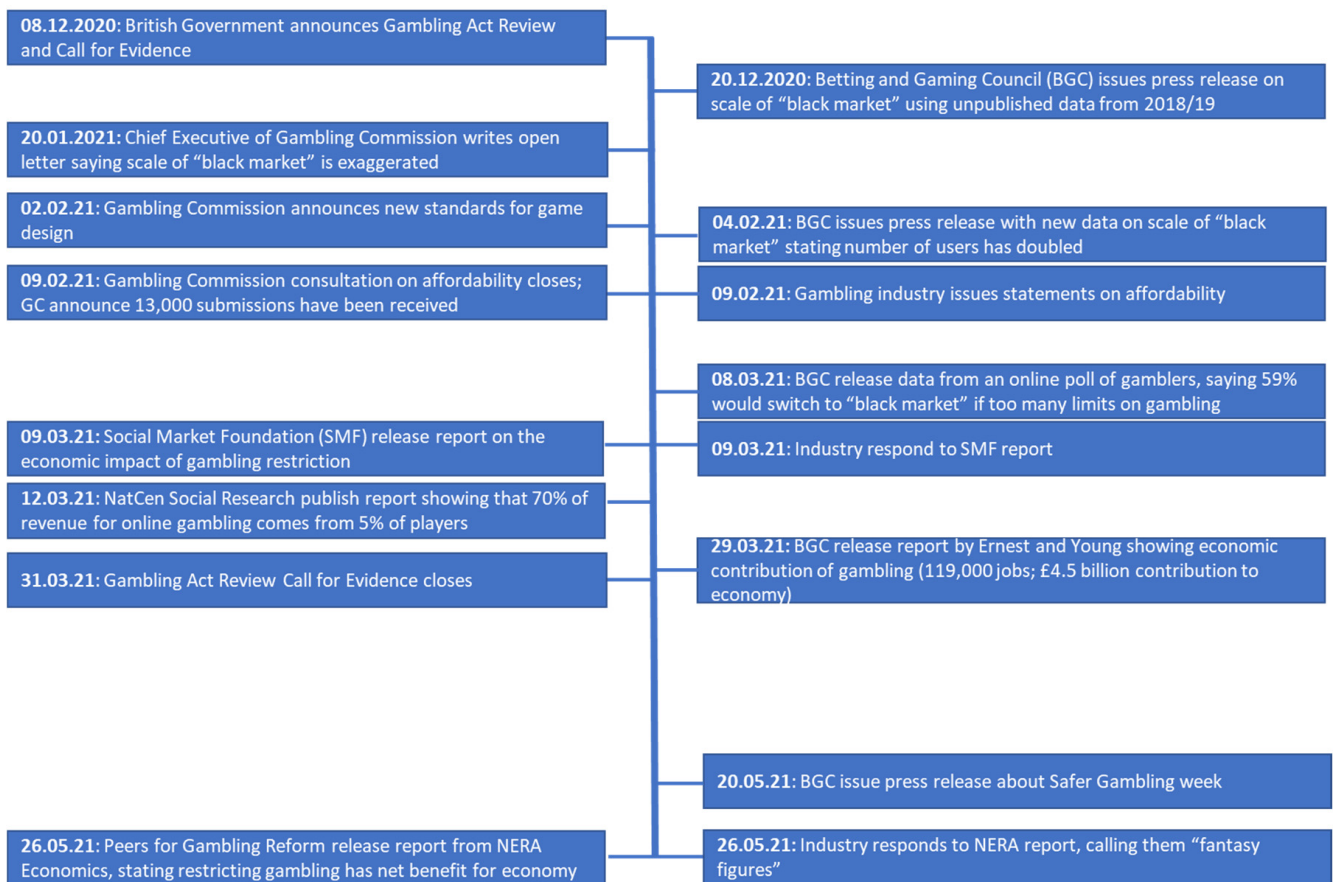 08.12.2020: British Government announces Gambling Act Review
and Call for Evidence
20.12.2020: Betting and Gaming Council (BGC) issues press release on
scale of “black market” using unpublished data from 2018/19
20.01.2021: Chief Executive of Gambling Commission writes open
letter saying scale of “black market” is exaggerated
02.02.21: Gambling Commission announces new standards for game
design
04.02.21: BGC issues press release with new data on scale of “black
market” stating number of users has doubled
09.02.21: Gambling Commission consultation on affordability closes;
GC announce 13,000 submissions have been received
09.02.21: Gambling industry issues statements on affordability
08.03.21: BGC release data from an online poll of gamblers, saying 59%
would switch to “black market” if too many limits on gambling
09.03.21: Social Market Foundation (SMF) release report on the
economic impact of gambling restriction
09.03.21: Industry respond to SMF report
12.03.21: NatCen Social Research publish report showing that 70% of
revenue for online gambling comes from 5% of players
29.03.21: BGC release report by Ernest and Young showing economic
contribution of gambling (119,000 jobs; £4.5 billion contribution to
economy)
31.03.21: Gambling Act Review Call for Evidence closes
20.05.21: BGC issue press release about Safer Gambling week
26.05.21: Peers for Gambling Reform release report from NERA
Economics, stating restricting gambling has net benefit for economy
26.05.21: Industry responds to NERA report, calling them “fantasy
figures”